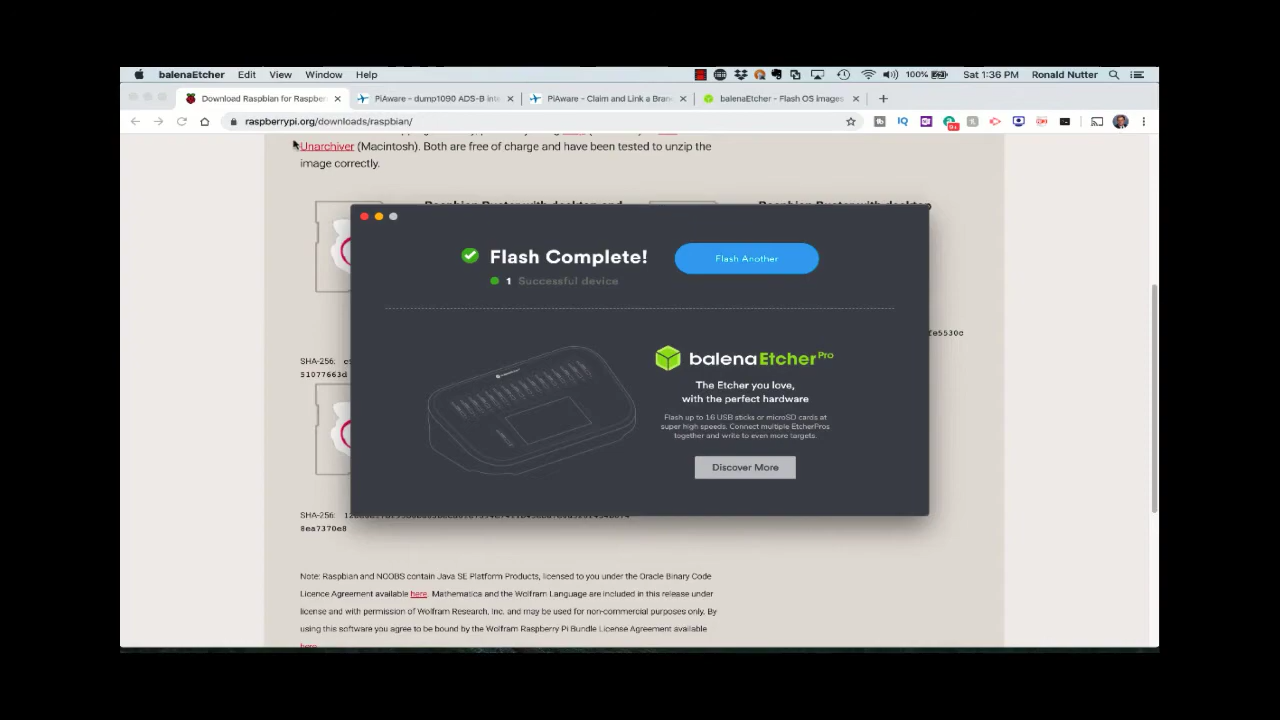 balenaEtcher Edit View Window Help 100% Sat 1:36 PM Ronald Nutter
Download Raspbian for Raspber PiAware - dump1090 ADS-B inte PiAware - Claim and Link a Bran balenaEtcher - Flash OS images
raspberrypi.org/downloads/raspbian/
Unarchiver (Macintosh). Both are free of charge and have been tested to unzip the
image correctly.
Flash Complete!
Flash Another
1 Successful device
fe5530c
SHA-256:
51077663d
balenaEtcher Pro
The Etcher you love,
with the perfect hardware
Flash up to 16 USB sticks or microSD cards at
super high speeds. Connect multiple EtcherPros
together and write to even more targets.
Discover More
SHA-256:
8ea7370e8
Note: Raspbian and NOOBS contain Java SE Platform Products, licensed to you under the Oracle Binary Code
Licence Agreement available here. Mathematica and the Wolfram Language are included in this release under
license and with permission of Wolfram Research, Inc. and may be used for non-commercial purposes only. By
using this software you agree to be bound by the Wolfram Raspberry Pi Bundle License Agreement available
here.